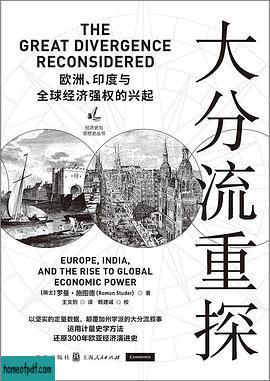 THE
GREAT DIVERGENCE
RECONSIDERED
欧洲、印度与
全球经济强权的兴起
经济史与
思想史丛书
大分流重探
EUROPE, INDIA,
AND THE RISE TO GLOBAL
ECONOMIC POWER
[瑞士] 罗曼·施图德 (Roman Studer) 著
王文剑 译 赖建诚 校
以坚实的定量数据,颠覆加州学派的大分流叙事
运用计量史学方法
还原300年欧亚经济演进史
上海人民出版社
CAMBRIDGE
homeofpdf.com